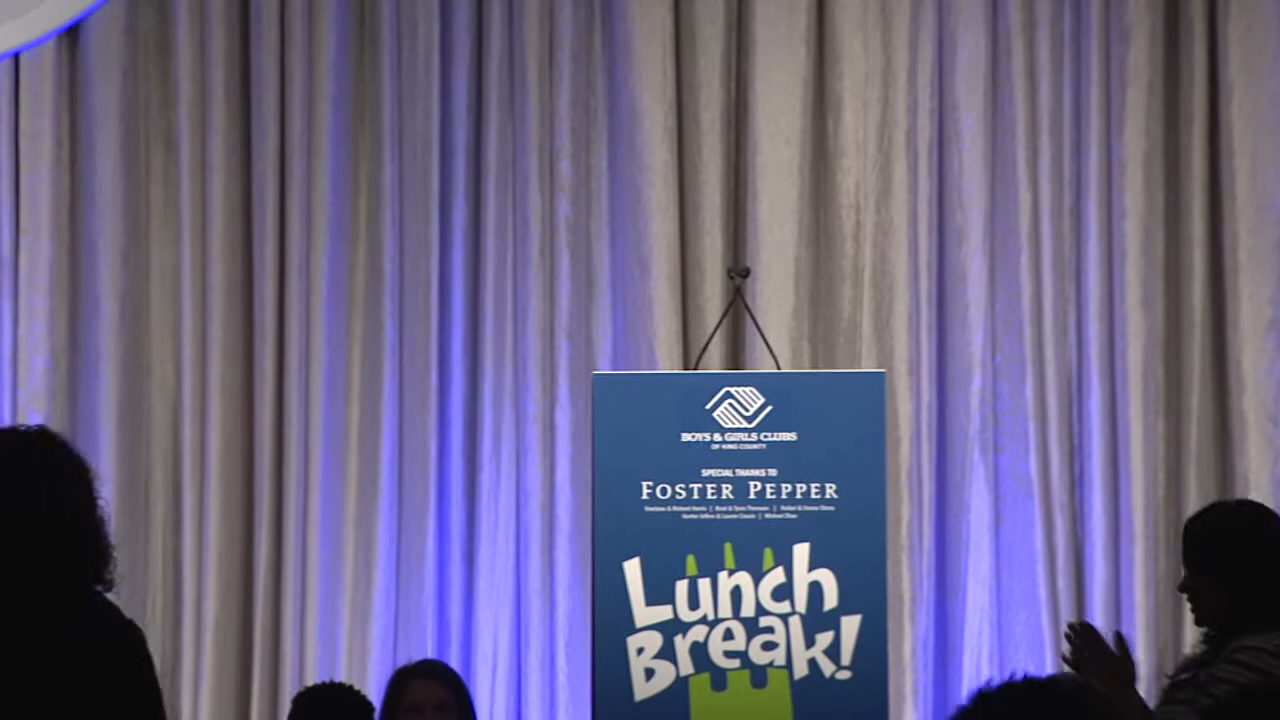 BOYS & GIRLS CLUBS
OF KING COUNTY
SPECIAL THANKS TO
FOSTER PEPPER
Lunch
Break!